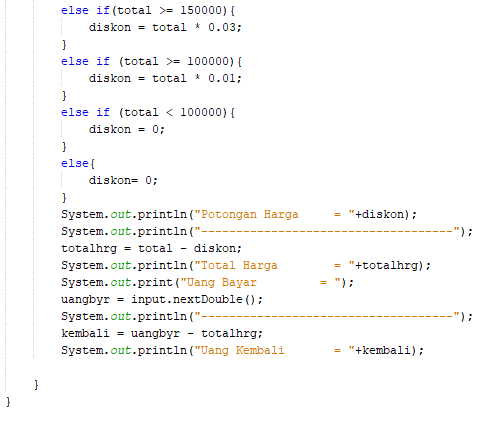 else if(total >= 150000){
diskon = total * 0.03;
}
else if (total >= 100000){
diskon = total * 0.01;
}
else if (total < 100000){
diskon = 0;
}
else{
diskon= 0;
}
System.out.println("Potongan Harga     = "+diskon);
System.out.println("------------------------------------");
totalhrg = total - diskon;
System.out.println("Total Harga        = "+totalhrg);
System.out.print("Uang Bayar         = ");
uangbyr = input.nextDouble();
System.out.println("------------------------------------");
kembali = uangbyr - totalhrg;
System.out.println("Uang Kembali       = "+kembali);
}
}